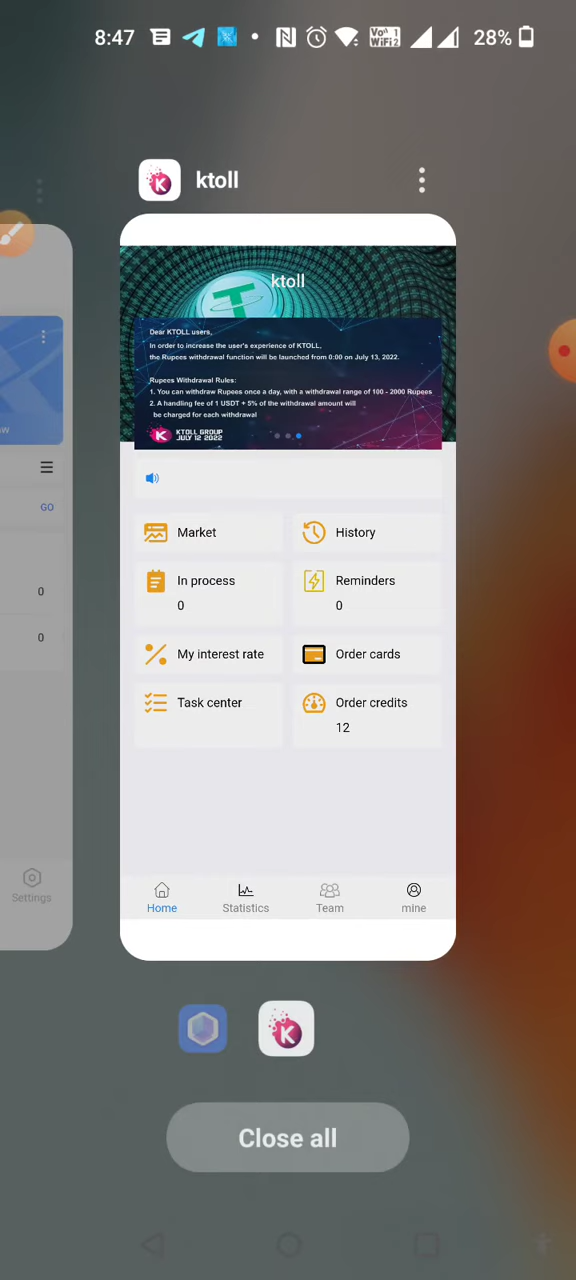 8:47
Vo 1
WiFi2
28%
ktoll
ktoll
Dear KTOLL users,
In order to increase the user's experience of KTOLL,
the Rupees withdrawal function will be launched from 0:00 on July 13, 2022.
Rupees Withdrawal Rules:
1. You can withdraw Rupees once a day, with a withdrawal range of 100 - 2000 Rupees
2. A handling fee of 1 USDT + 5% of the withdrawal amount will
be charged for each withdrawal
K KTOLL GROUP
JULY 12 2022
GO
0
0
Settings
Market
History
In process
0
Reminders
0
My interest rate
Order cards
Task center
Order credits
12
Home
Statistics
Team
mine
K
Close all